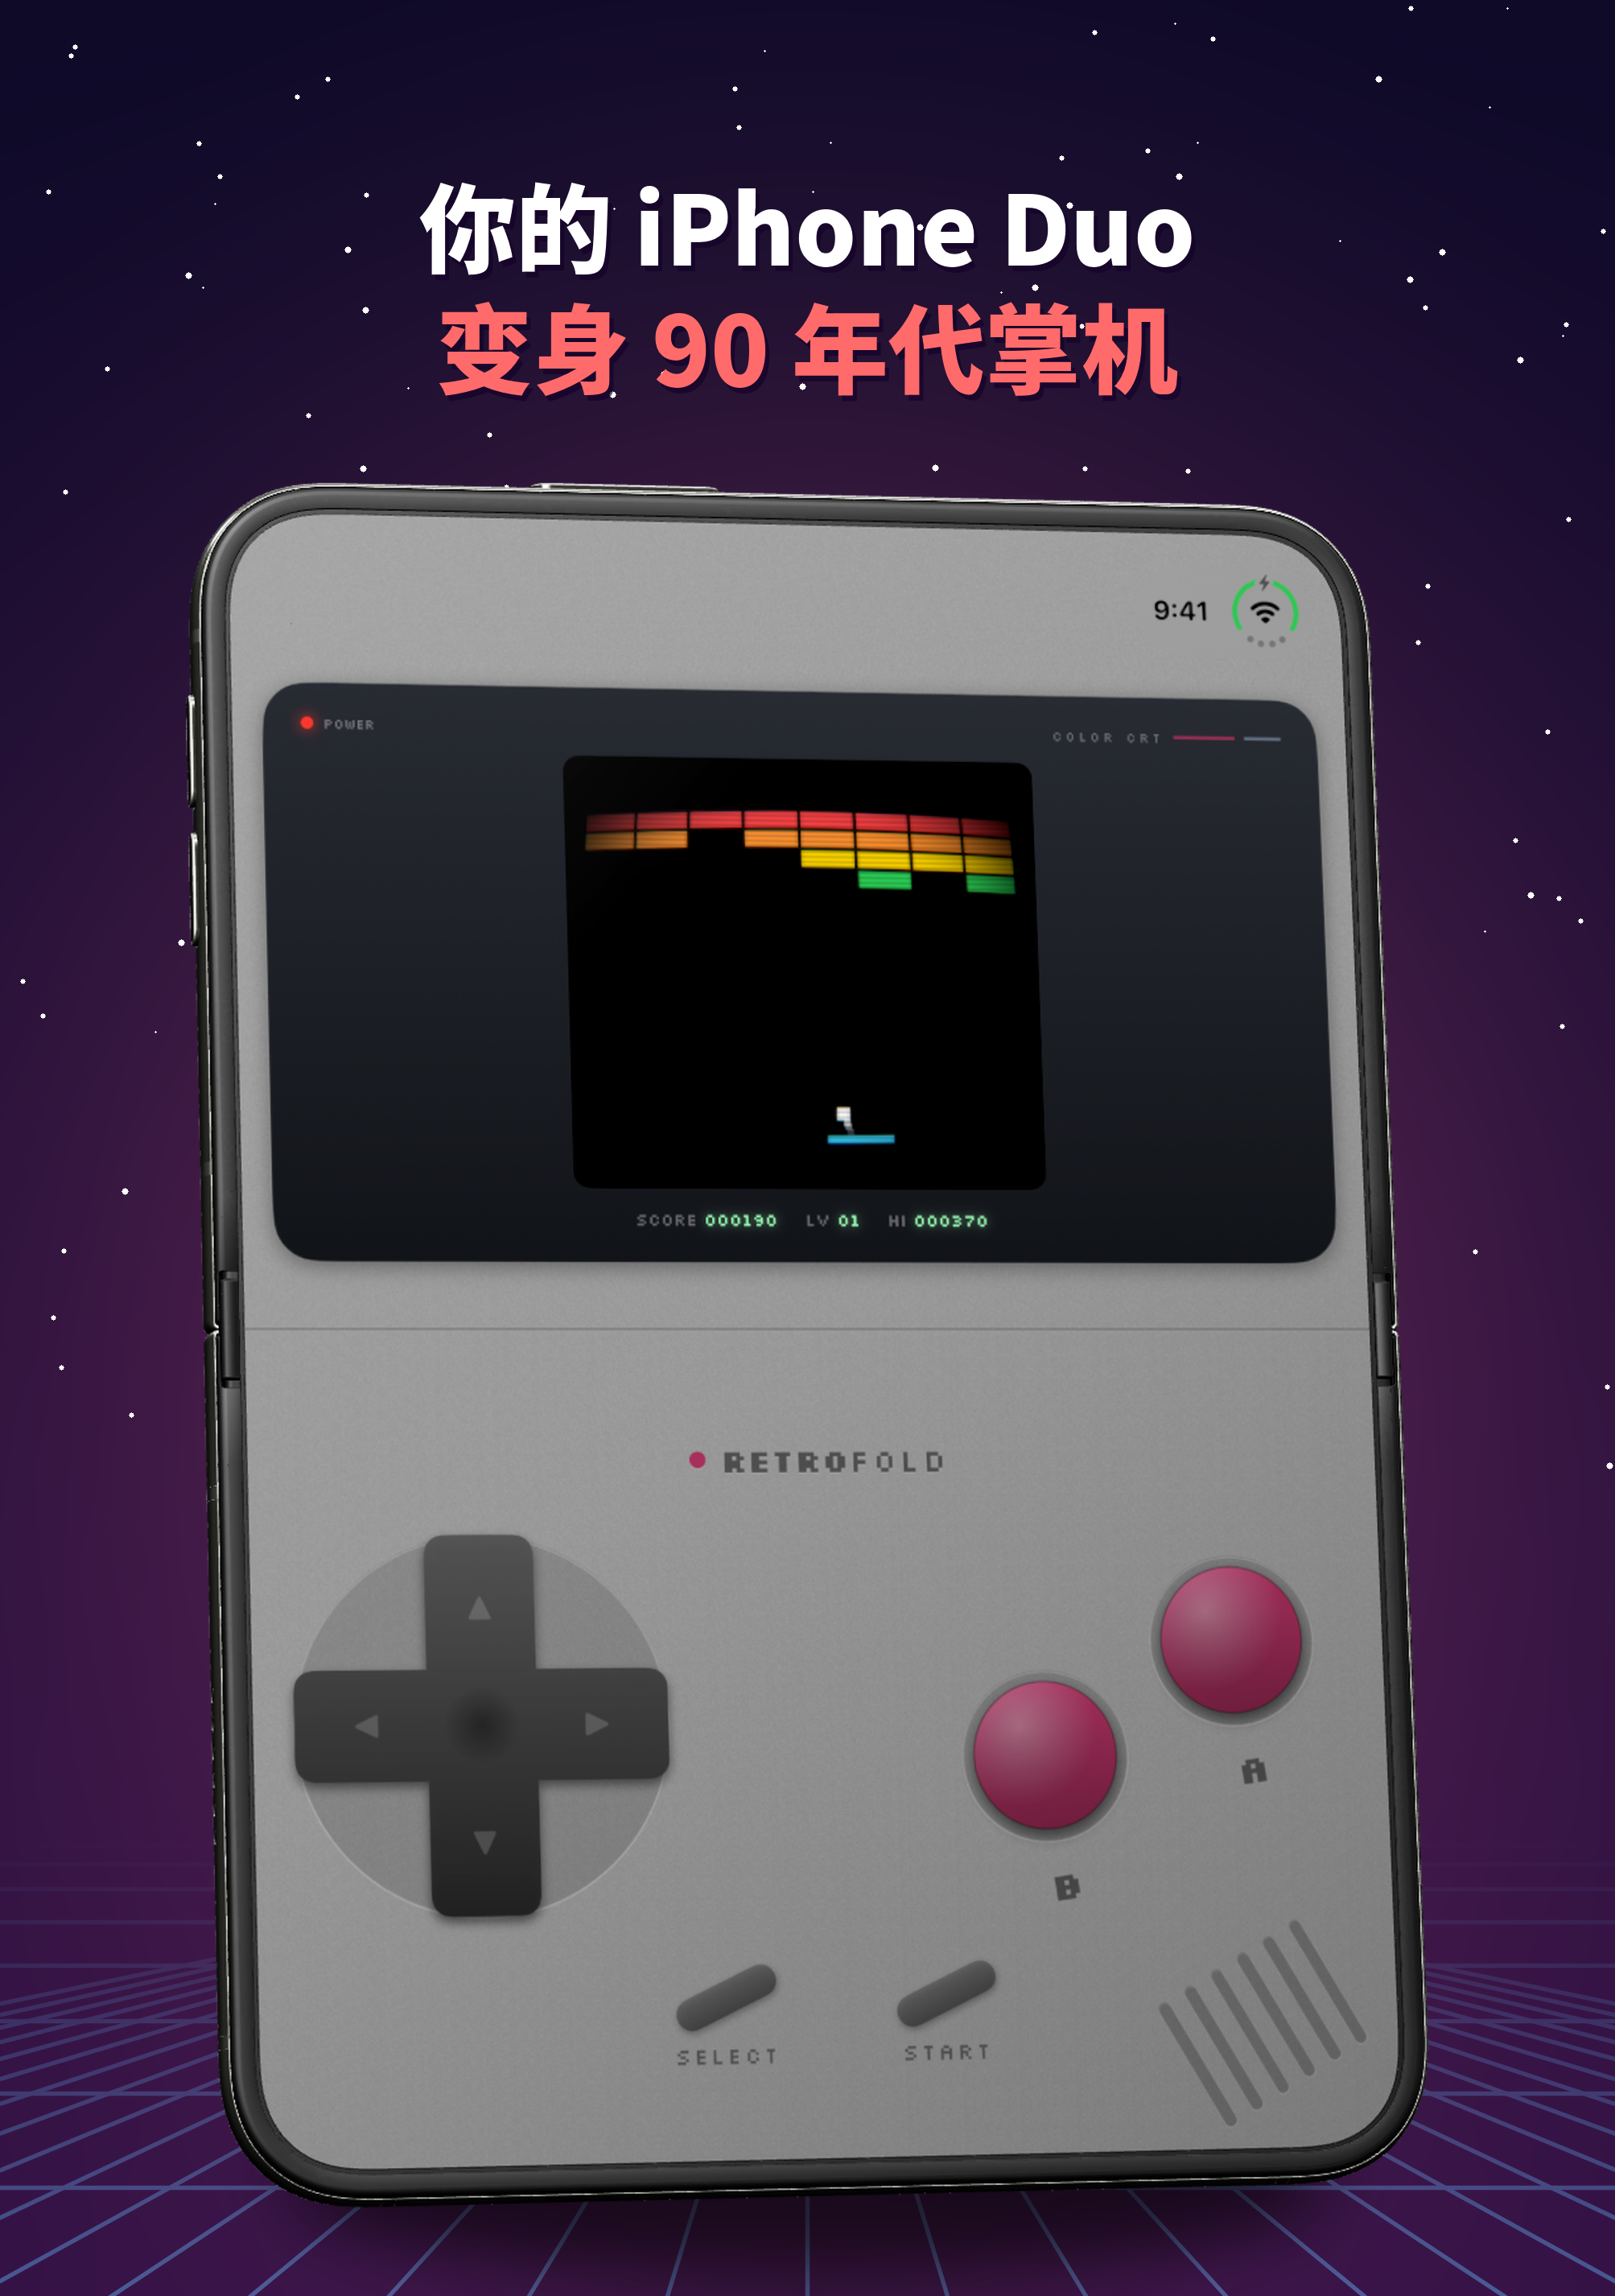 你的 iPhone Duo
变身 90 年代掌机
9:41
POWER
COLOR CRT
SCORE 000190 LV 01 HI 000370
RETROFOLD
A
B
SELECT START